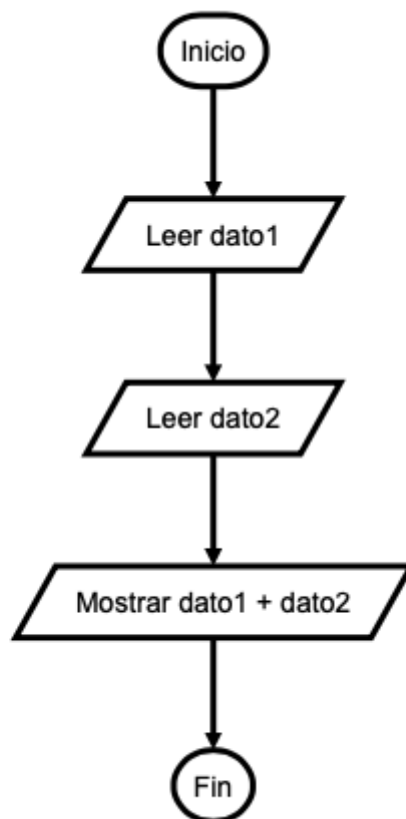 Inicio
Leer dato1
Leer dato2
Mostrar dato1 + dato2
Fin